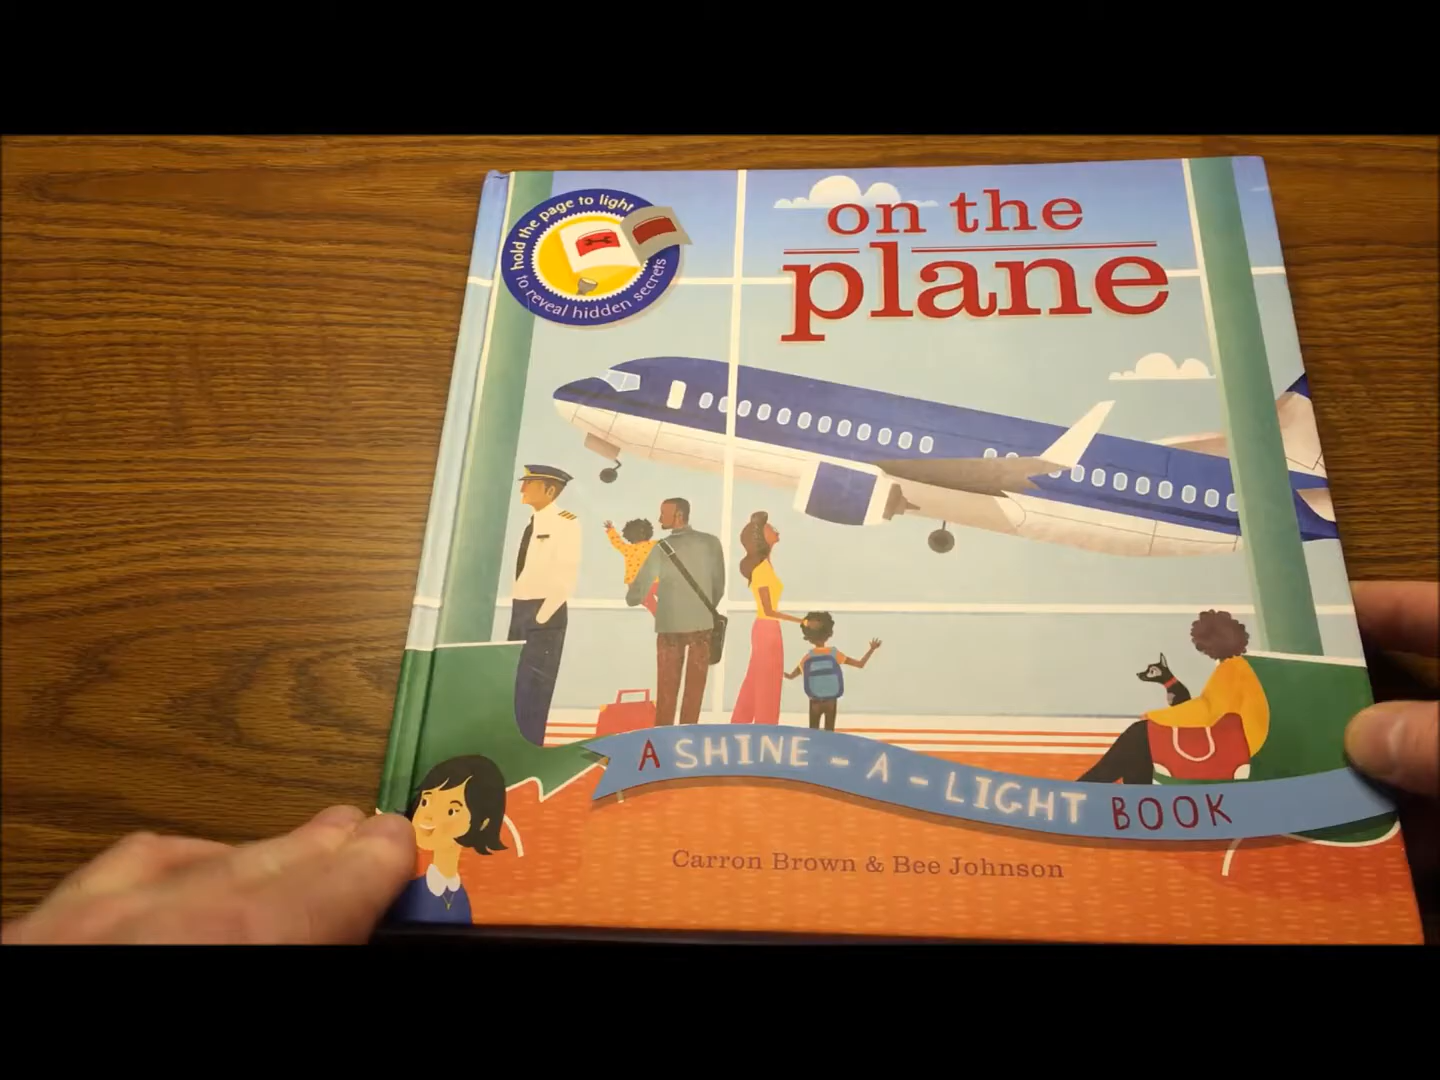 hold the page to light
to reveal hidden secrets
on the
plane
A SHINE-A-LIGHT BOOK
Carron Brown & Bee Johnson